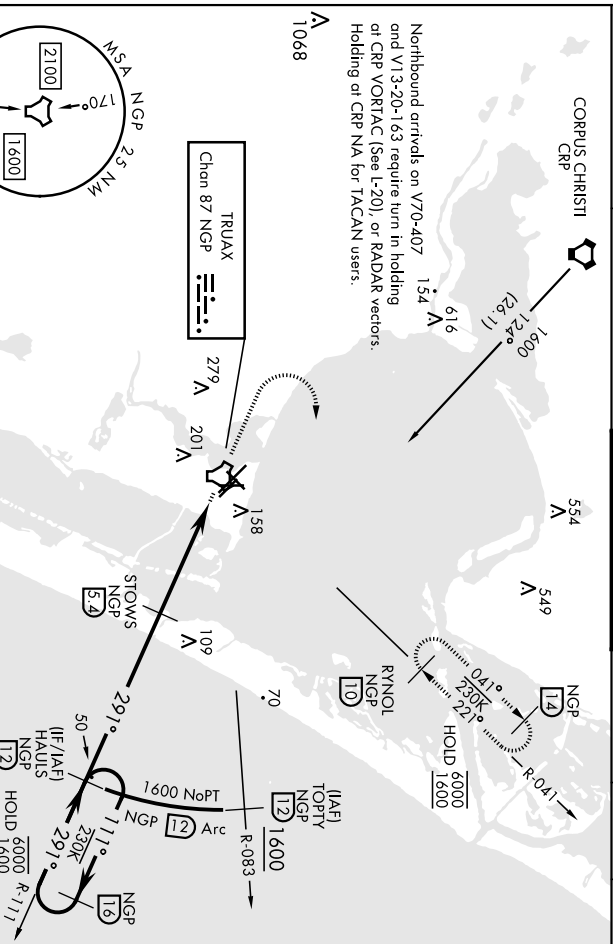 CORPUS CHRISTI
CRP
1600
124°
(26.1)
Northbound arrivals on V70-407
and V13-20-163 require turn in holding
at CRP VORTAC (See L-20), or RADAR vectors.
Holding at CRP NA for TACAN users.
1068
154
616
554
549
MSA NGP 25 NM
2100
170°
1600
TRUAX
Chan 87 NGP
279
201
158
109
70
NGP
14
041°
230K
221°
RYNOL
NGP
10
HOLD 6000
1600
R-041
STOWS
NGP
5.4
291°
50
(IF/IAF)
HAULS
NGP
12
1600 NoPT
NGP 12 Arc
(IAF)
TOPTY
NGP
12
1600
R-083
111°
230K
291°
NGP
16
HOLD 6000
1600
R-111